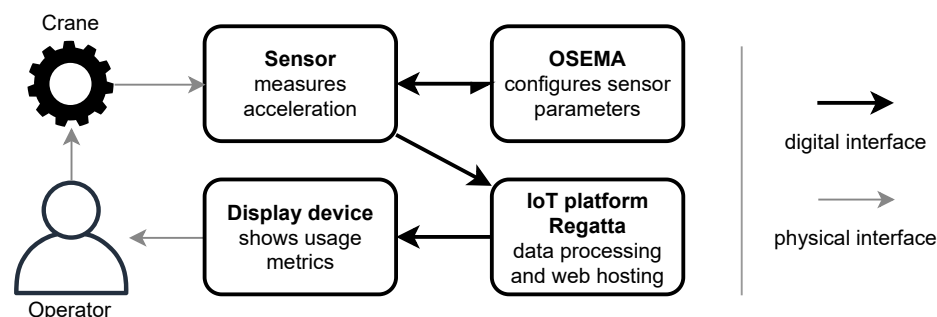 Crane
Sensor
measures
acceleration
OSEMA
configures sensor
parameters
digital interface
physical interface
Display device
shows usage
metrics
IoT platform
Regatta
data processing
and web hosting
Operator